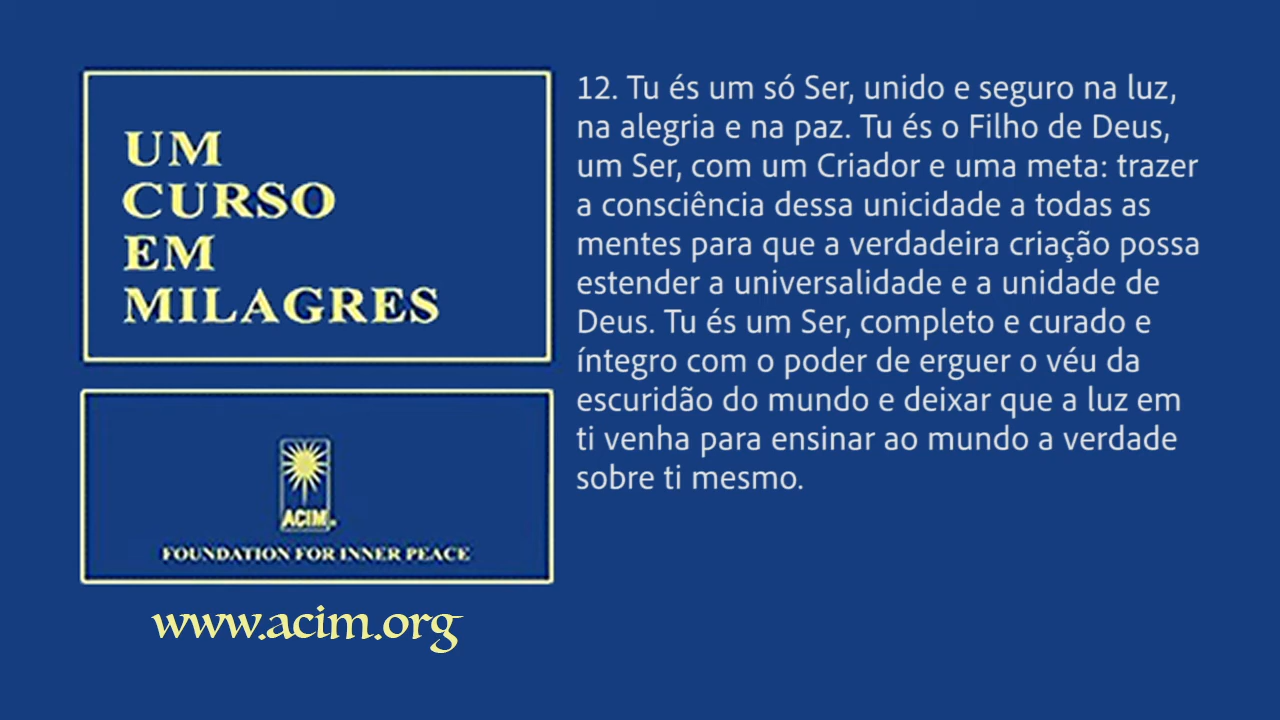 UM
CURSO
EM
MILAGRES
ACIM®
FOUNDATION FOR INNER PEACE
www.acim.org
12. Tu és um só Ser, unido e seguro na luz,
na alegria e na paz. Tu és o Filho de Deus,
um Ser, com um Criador e uma meta: trazer
a consciência dessa unicidade a todas as
mentes para que a verdadeira criação possa
estender a universalidade e a unidade de
Deus. Tu és um Ser, completo e curado e
íntegro com o poder de erguer o véu da
escuridão do mundo e deixar que a luz em
ti venha para ensinar ao mundo a verdade
sobre ti mesmo.